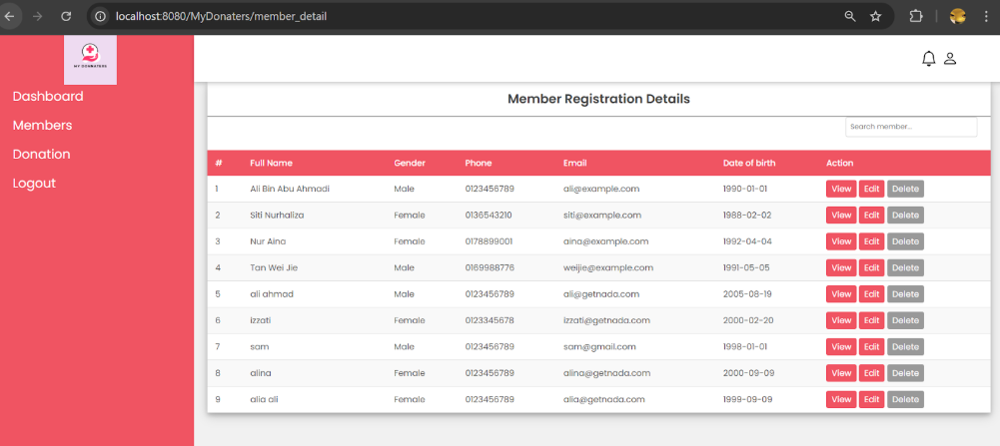 localhost:8080/MyDonaters/member_detail
MY DONATERS
Dashboard
Members
Donation
Logout
Member Registration Details
Search member...
# Full Name Gender Phone Email Date of birth Action
1 Ali Bin Abu Ahmadi Male 0123456789 ali@example.com 1990-01-01 View Edit Delete
2 Siti Nurhaliza Female 0136543210 siti@example.com 1988-02-02 View Edit Delete
3 Nur Aina Female 0178899001 aina@example.com 1992-04-04 View Edit Delete
4 Tan Wei Jie Male 0169988776 weijie@example.com 1991-05-05 View Edit Delete
5 ali ahmad Male 0123456789 ali@getnada.com 2005-08-19 View Edit Delete
6 izzati Female 0123345678 izzati@getnada.com 2000-02-20 View Edit Delete
7 sam Male 0123456789 sam@gmail.com 1998-01-01 View Edit Delete
8 alina Female 0123456789 alina@getnada.com 2000-09-09 View Edit Delete
9 alia ali Female 0123456789 alia@getnada.com 1999-09-09 View Edit Delete